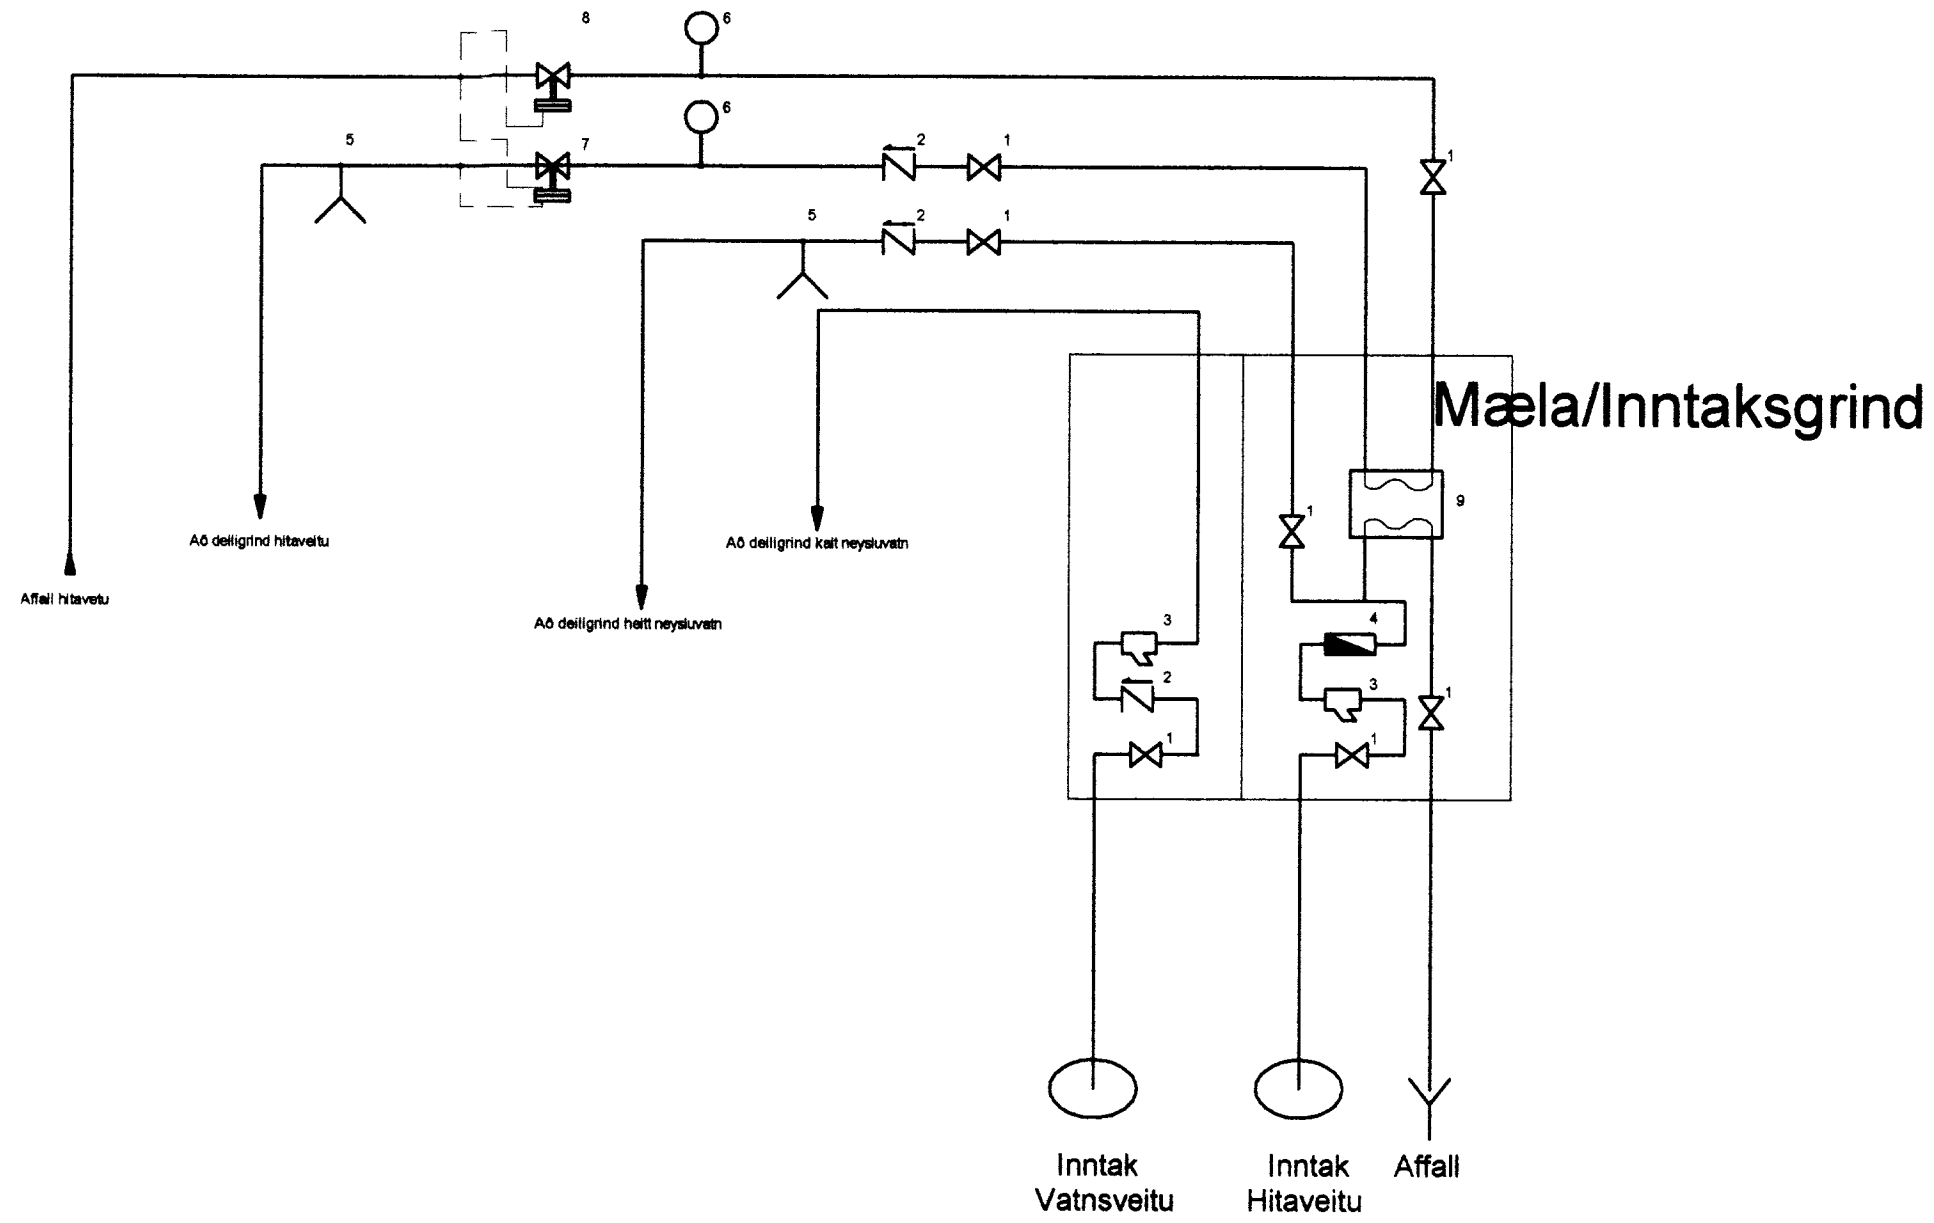 8
6
6
5
7
2
1
1
5
2
1
Mæla/Inntaksgrind
9
1
Að deiligrind hitaveitu
Að deiligrind kalt neysluvatn
Affall hitavetu
Að deiligrind heitt neysluvatn
3
4
2
3
1
1
1
Inntak
Vatnsveitu
Inntak
Hitaveitu
Affall